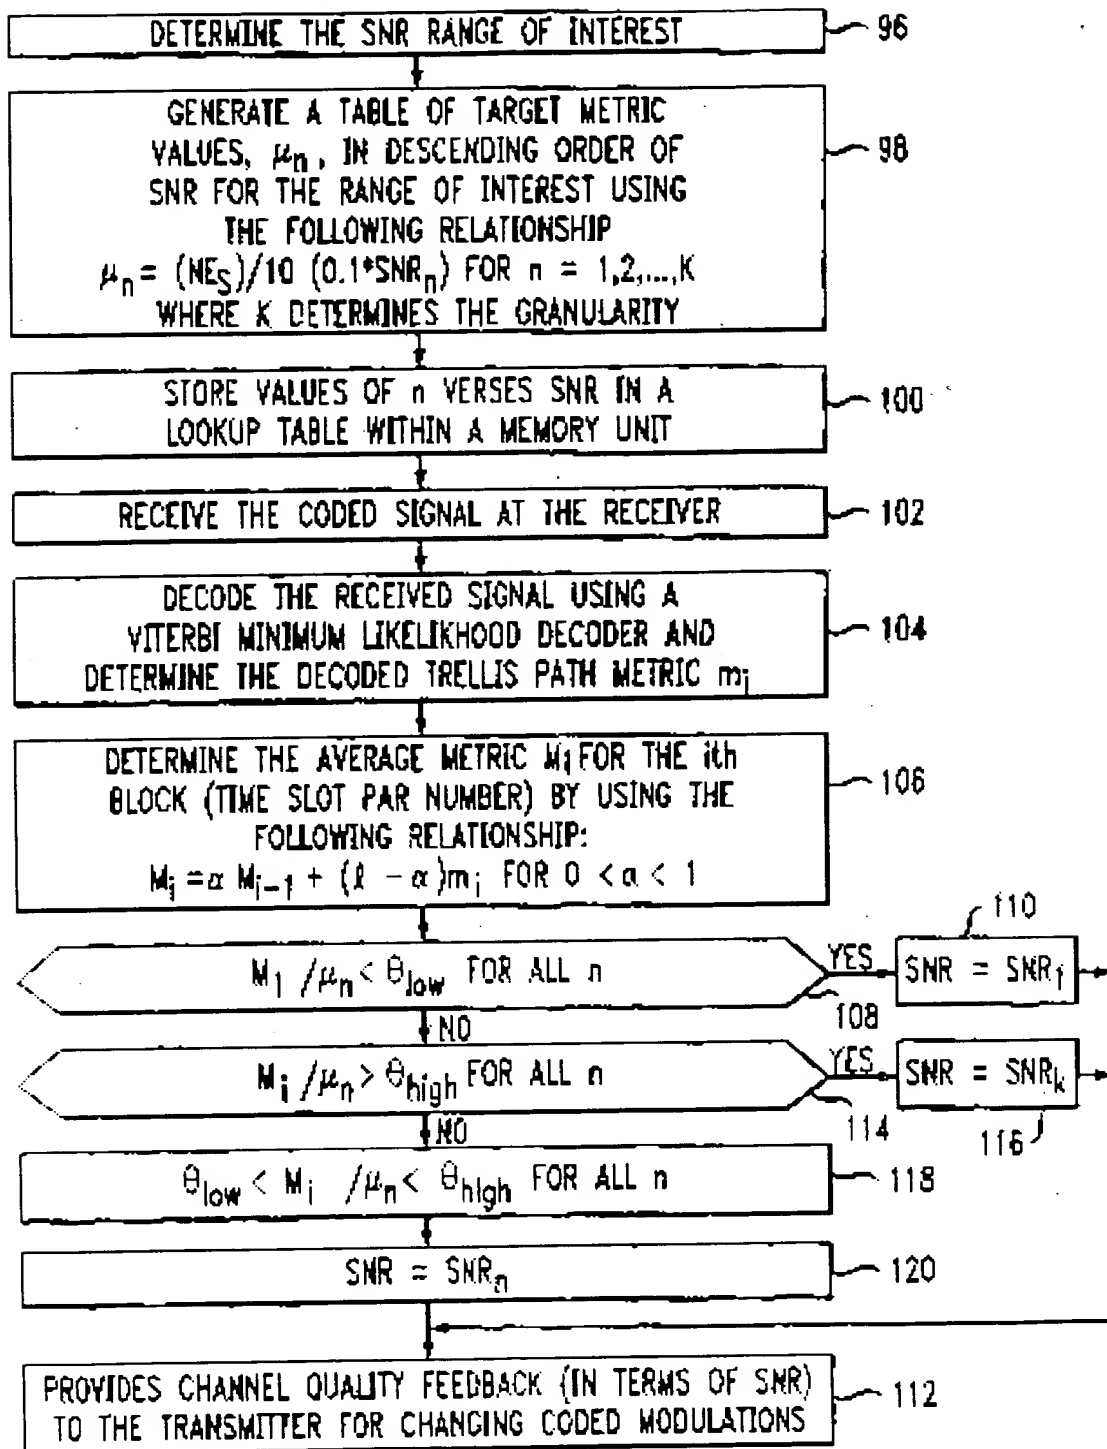 DETERMINE THE SNR RANGE OF INTEREST
96
GENERATE A TABLE OF TARGET METRIC
VALUES, μn, IN DESCENDING ORDER OF
SNR FOR THE RANGE OF INTEREST USING
THE FOLLOWING RELATIONSHIP
μn = (NES)/10 (0.1*SNRn) FOR n = 1,2,...,K
WHERE K DETERMINES THE GRANULARITY
98
STORE VALUES OF n VERSES SNR IN A
LOOKUP TABLE WITHIN A MEMORY UNIT
100
RECEIVE THE CODED SIGNAL AT THE RECEIVER
102
DECODE THE RECEIVED SIGNAL USING A
VITERBI MINIMUM LIKELIKHOOD DECODER AND
DETERMINE THE DECODED TRELLIS PATH METRIC mi
104
DETERMINE THE AVERAGE METRIC Mi FOR THE ith
BLOCK (TIME SLOT PAR NUMBER) BY USING THE
FOLLOWING RELATIONSHIP:
Mi = α Mi-1 + (ℓ - α)mi FOR 0 < α < 1
106
M1 /μn < θlow FOR ALL n
YES
108
SNR = SNR1
110
NO
Mi /μn > θhigh FOR ALL n
YES
114
SNR = SNRk
116
NO
θlow < Mi /μn < θhigh FOR ALL n
118
SNR = SNRn
120
PROVIDES CHANNEL QUALITY FEEDBACK (IN TERMS OF SNR)
TO THE TRANSMITTER FOR CHANGING CODED MODULATIONS
112